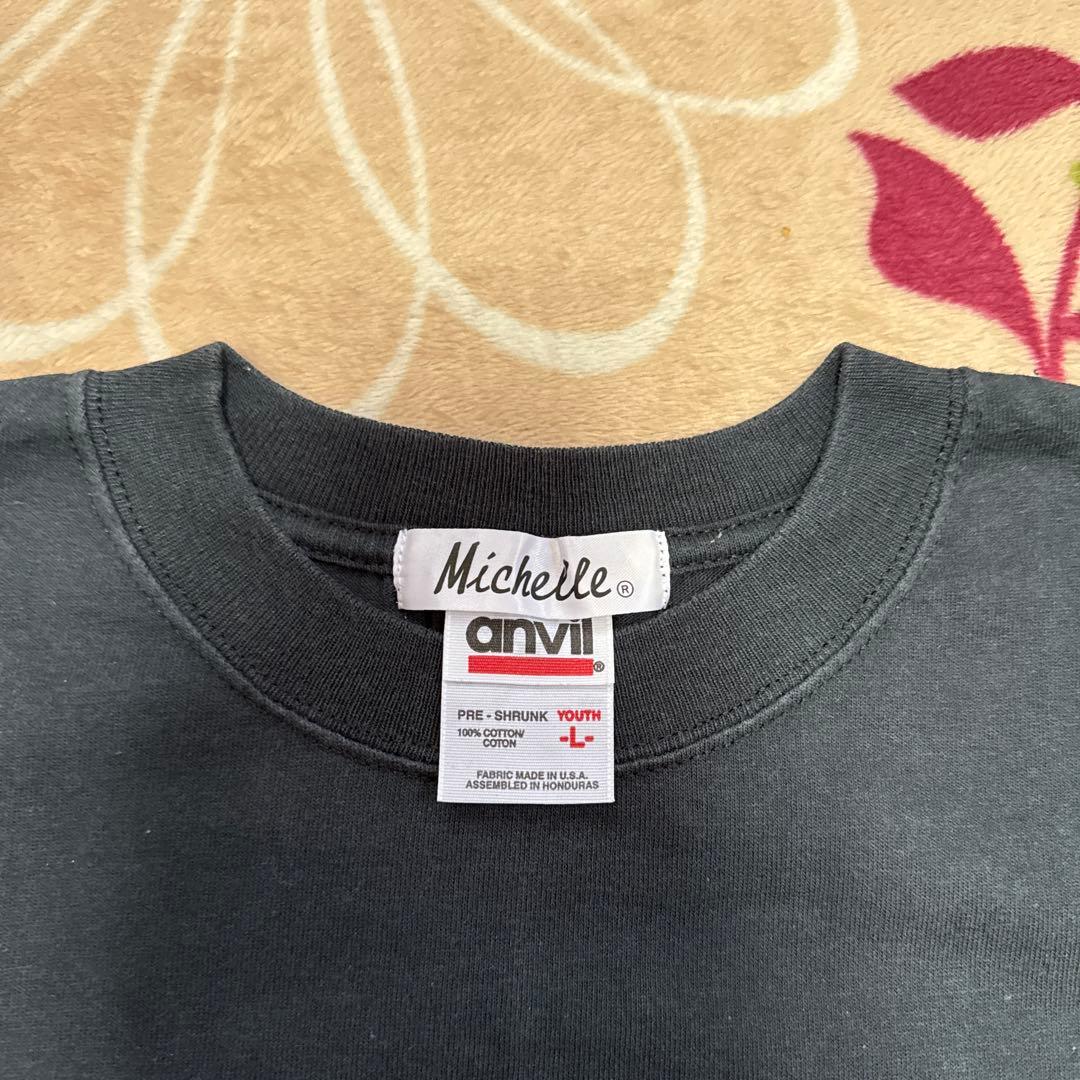 Michelle®
anvil®
PRE - SHRUNK YOUTH
100% COTTON/ -L-
COTON
FABRIC MADE IN U.S.A.
ASSEMBLED IN HONDURAS